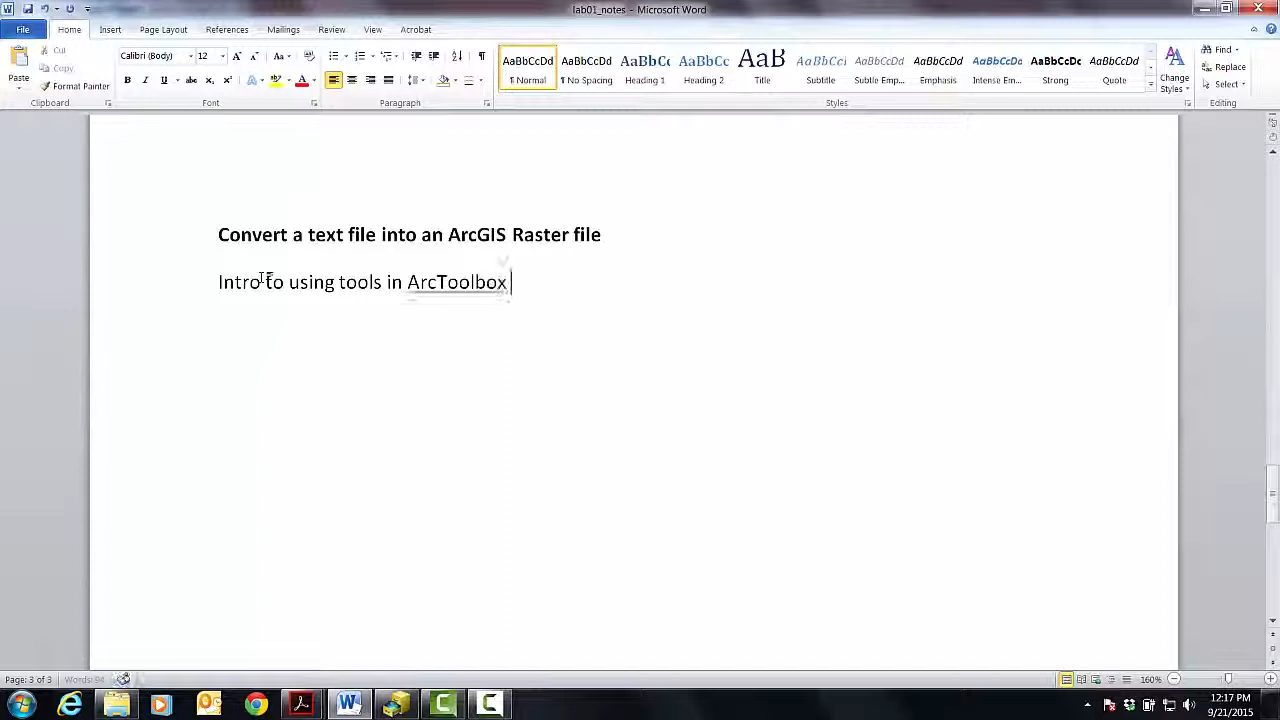 lab01_notes - Microsoft Word
File Home Insert Page Layout References Mailings Review View Acrobat
Paste
Cut
Copy
Format Painter
Clipboard
Calibri (Body) 12
Font
Paragraph
AaBbCcDd AaBbCcDd AaBbCc AaBbCc AaB AaBbCcI AaBbCcDd AaBbCcDd AaBbCcDd AaBbCcDc AaBbCcDd
¶ Normal ¶ No Spacing Heading 1 Heading 2 Title Subtitle Subtle Em... Emphasis Intense Em... Strong Quote
Styles
Change Styles
Find
Replace
Select
Editing
Convert a text file into an ArcGIS Raster file
Intro to using tools in ArcToolbox
Page: 3 of 3
160%
12:17 PM
9/21/2015